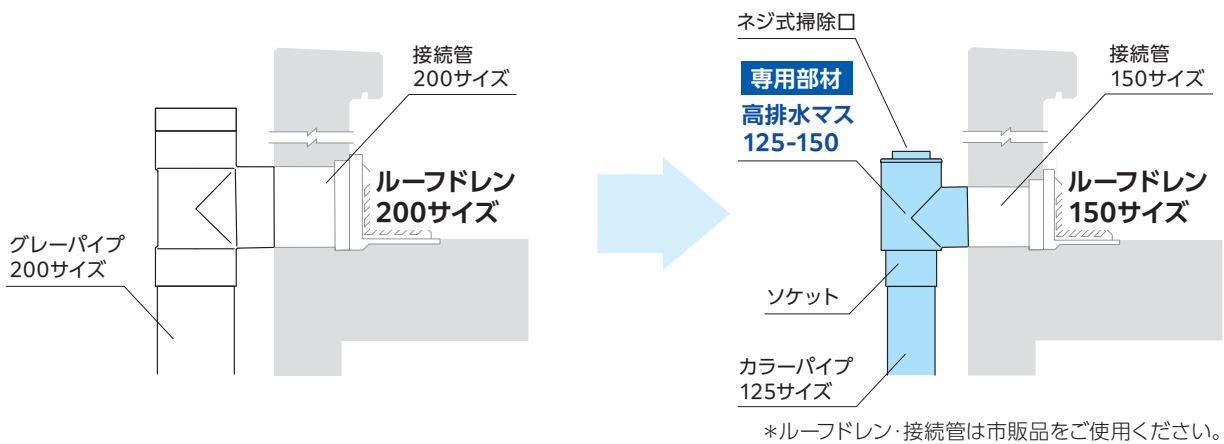 接続管
200サイズ
ルーフドレン
200サイズ
グレーパイプ
200サイズ
ネジ式掃除口
専用部材
高排水マス
125-150
接続管
150サイズ
ルーフドレン
150サイズ
ソケット
カラーパイプ
125サイズ
＊ルーフドレン・接続管は市販品をご使用ください。